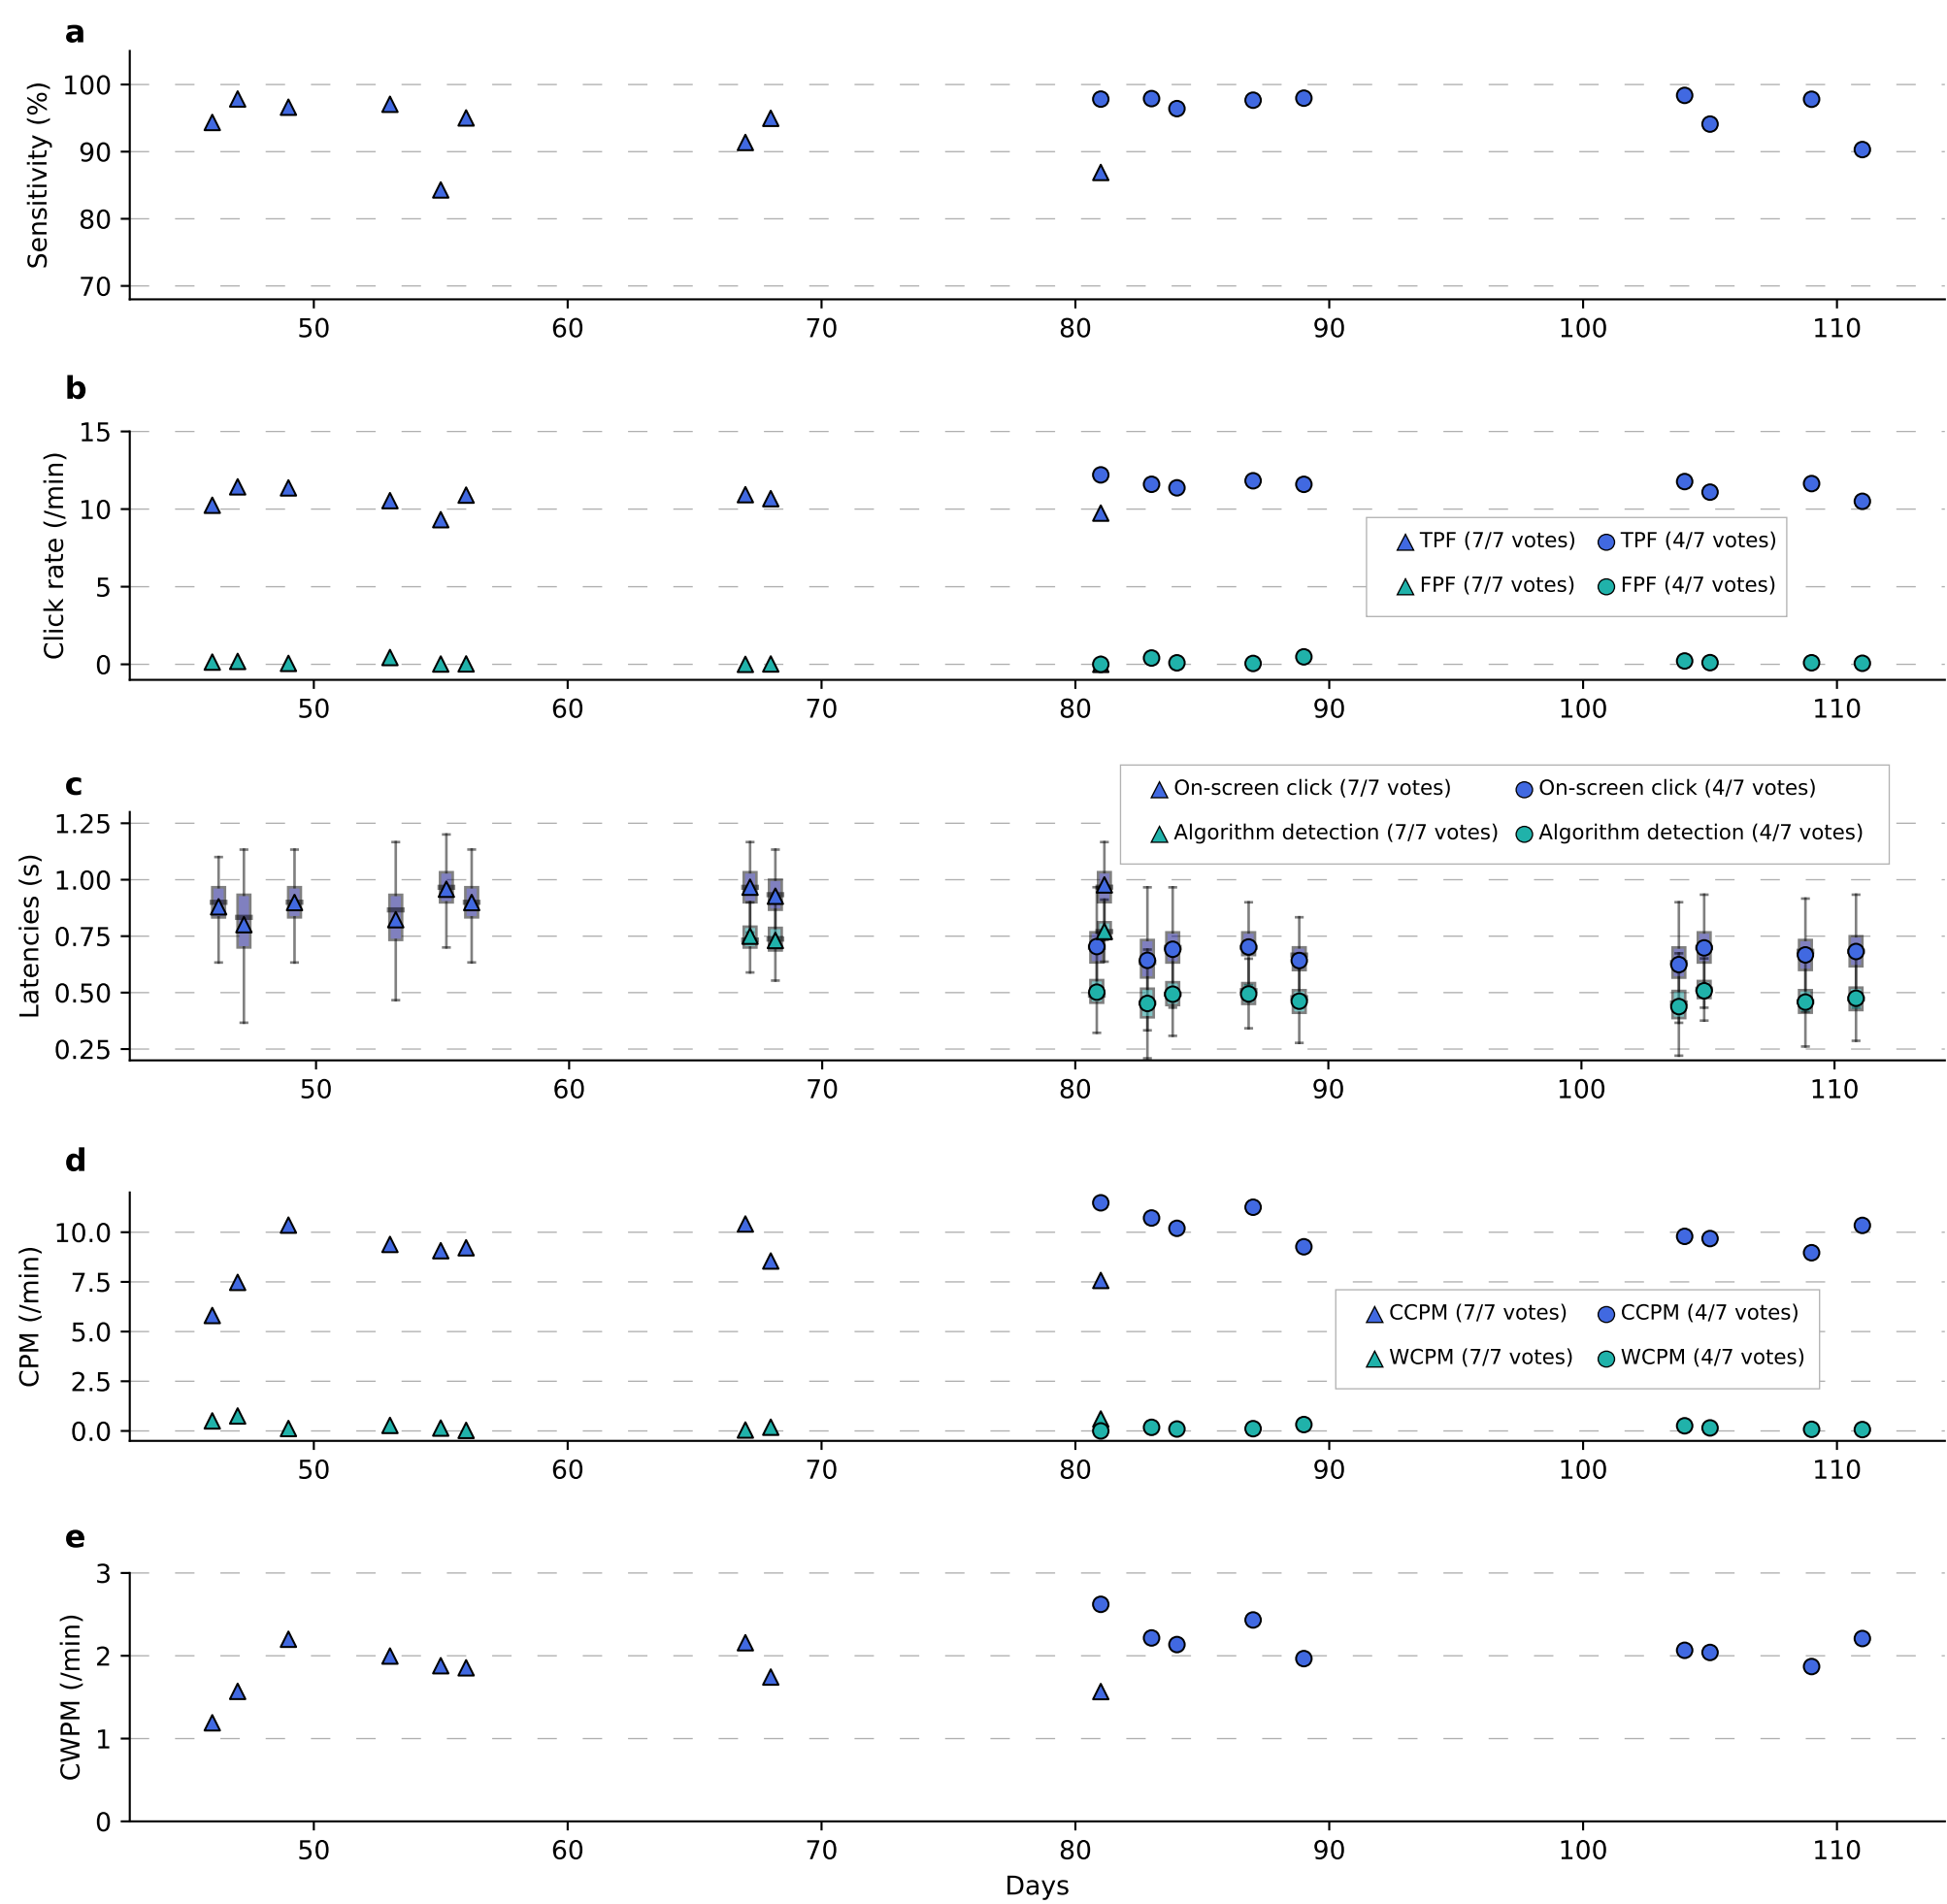 a
100
90
80
70
Sensitivity (%)
50 60 70 80 90 100 110
b
15
10
5
0
Click rate (/min)
TPF (7/7 votes) TPF (4/7 votes)
FPF (7/7 votes) FPF (4/7 votes)
50 60 70 80 90 100 110
c
On-screen click (7/7 votes) On-screen click (4/7 votes)
Algorithm detection (7/7 votes) Algorithm detection (4/7 votes)
1.25
1.00
0.75
0.50
0.25
Latencies (s)
50 60 70 80 90 100 110
d
10.0
7.5
5.0
2.5
0.0
CPM (/min)
CCPM (7/7 votes) CCPM (4/7 votes)
WCPM (7/7 votes) WCPM (4/7 votes)
50 60 70 80 90 100 110
e
3
2
1
0
CWPM (/min)
50 60 70 80 90 100 110
Days